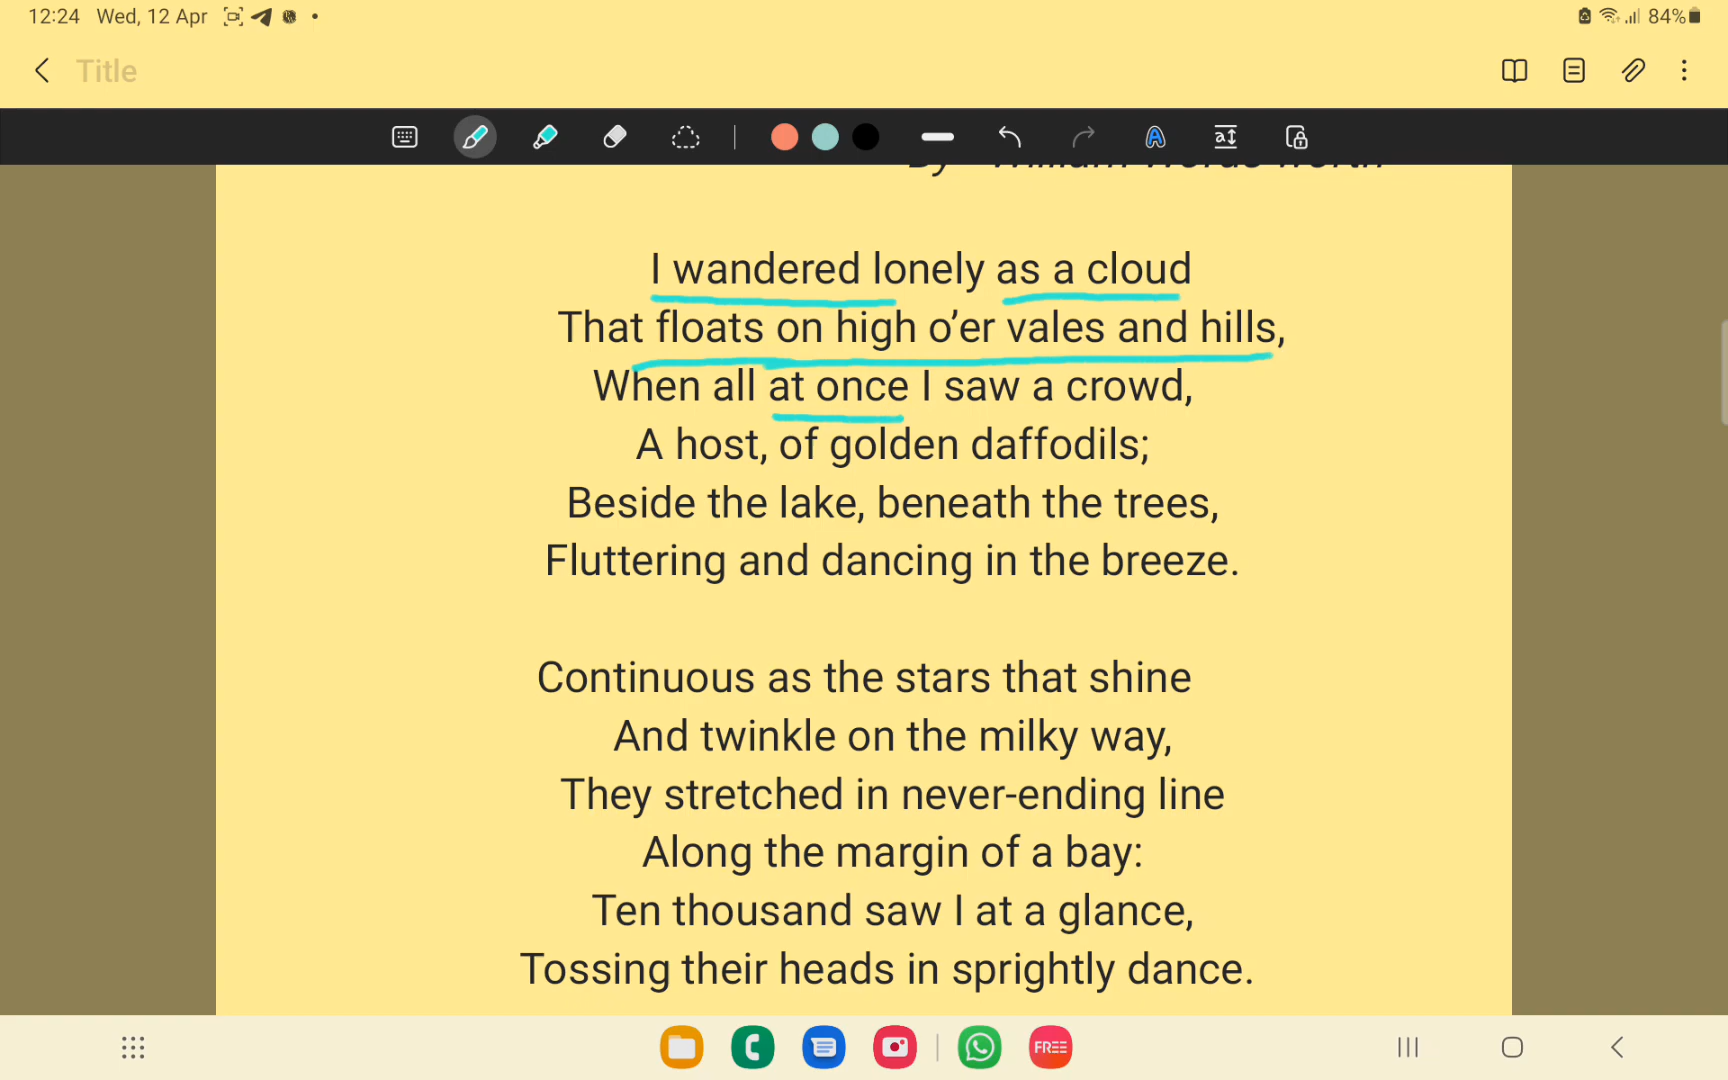 12:24 Wed, 12 Apr
84%
Title
I wandered lonely as a cloud
That floats on high o’er vales and hills,
When all at once I saw a crowd,
A host, of golden daffodils;
Beside the lake, beneath the trees,
Fluttering and dancing in the breeze.
Continuous as the stars that shine
And twinkle on the milky way,
They stretched in never-ending line
Along the margin of a bay:
Ten thousand saw I at a glance,
Tossing their heads in sprightly dance.
FREE